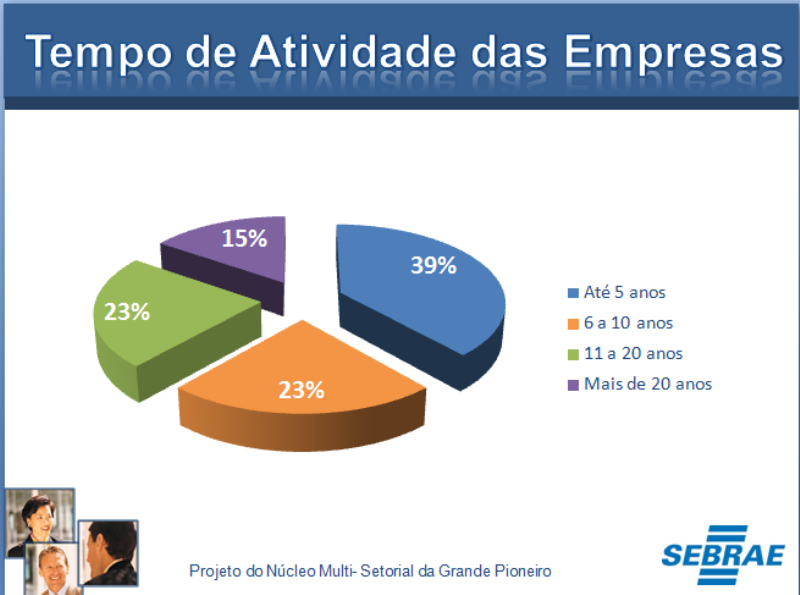 Tempo de Atividade das Empresas
15%
39%
23%
23%
Até 5 anos
6 a 10 anos
11 a 20 anos
Mais de 20 anos
Projeto do Núcleo Multi- Setorial da Grande Pioneiro
SEBRAE